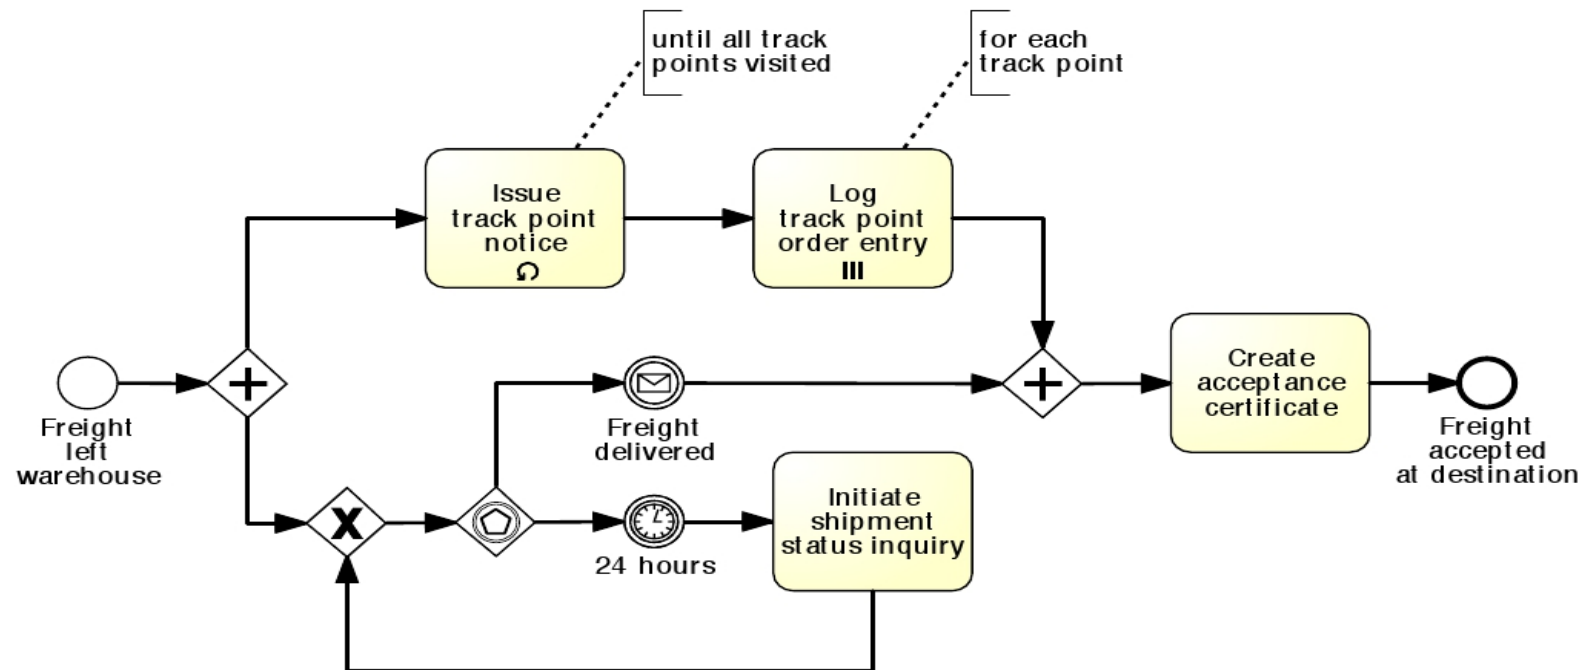 until all track
points visited
for each
track point
Issue
track point
notice
Log
track point
order entry
Freight
left
warehouse
Freight
delivered
Create
acceptance
certificate
Freight
accepted
at destination
24 hours
Initiate
shipment
status inquiry